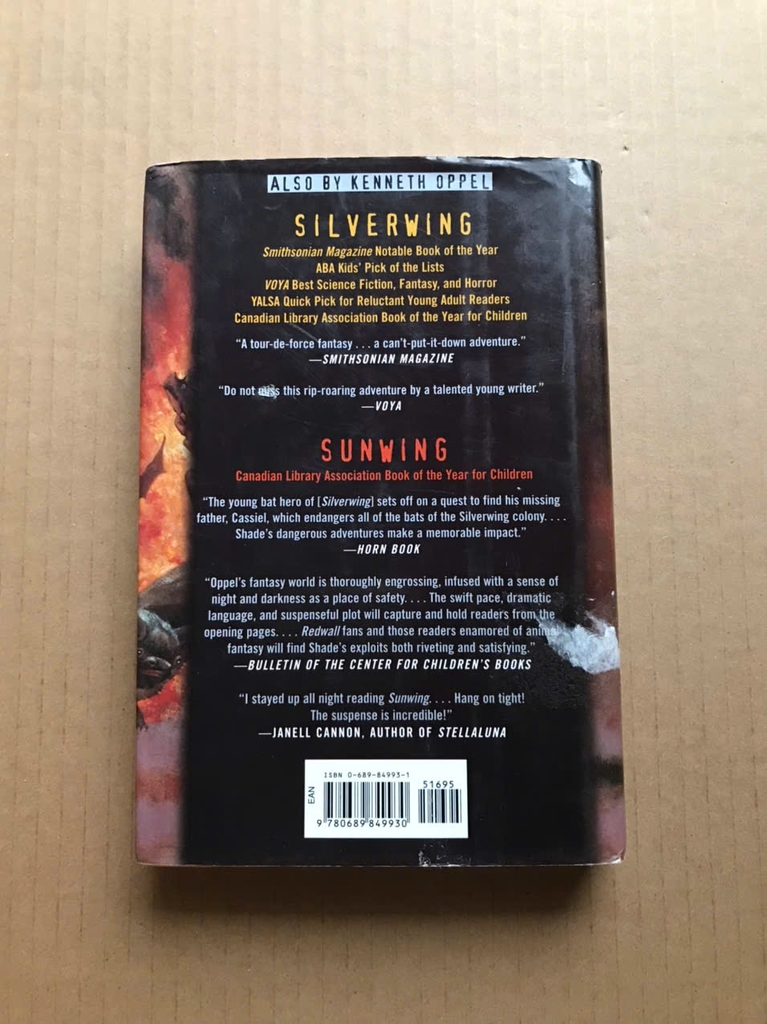 ALSO BY KENNETH OPPEL
SILVERWING
Smithsonian Magazine Notable Book of the Year
ABA Kids' Pick of the Lists
VOYA Best Science Fiction, Fantasy, and Horror
YALSA Quick Pick for Reluctant Young Adult Readers
Canadian Library Association Book of the Year for Children
“A tour-de-force fantasy . . . a can't-put-it-down adventure.”
—SMITHSONIAN MAGAZINE
“Do not miss this rip-roaring adventure by a talented young writer.”
—VOYA
SUNWING
Canadian Library Association Book of the Year for Children
“The young bat hero of [Silverwing] sets off on a quest to find his missing
father, Cassiel, which endangers all of the bats of the Silverwing colony. . . .
Shade's dangerous adventures make a memorable impact.”
—HORN BOOK
“Oppel's fantasy world is thoroughly engrossing, infused with a sense of
night and darkness as a place of safety. . . . The swift pace, dramatic
language, and suspenseful plot will capture and hold readers from the
opening pages. . . . Redwall fans and those readers enamored of animal
fantasy will find Shade's exploits both riveting and satisfying.”
—BULLETIN OF THE CENTER FOR CHILDREN'S BOOKS
“I stayed up all night reading Sunwing. . . . Hang on tight!
The suspense is incredible!”
—JANELL CANNON, AUTHOR OF STELLALUNA
ISBN 0-689-84993-1
51695
EAN
9 780689 849930